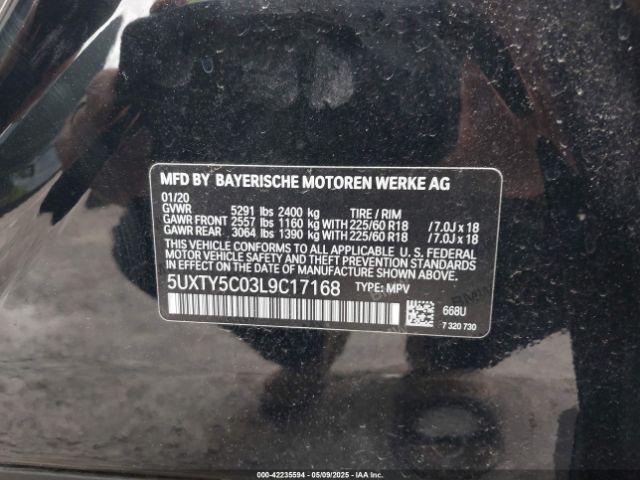 MFD BY BAYERISCHE MOTOREN WERKE AG
01/20
GVWR 5291 lbs 2400 kg TIRE / RIM
GAWR FRONT 2557 lbs 1160 kg WITH 225/60 R18 / 7.0J x 18
GAWR REAR 3064 lbs 1390 kg WITH 225/60 R18 / 7.0J x 18
THIS VEHICLE CONFORMS TO ALL APPLICABLE U. S. FEDERAL
MOTOR VEHICLE SAFETY AND THEFT PREVENTION STANDARDS
IN EFFECT ON THE DATE OF MANUFACTURE SHOWN ABOVE.
5UXTY5C03L9C17168 TYPE: MPV
668U
7 320 730
IAAI 000-42235594 05/09/2025 IAAI.COM